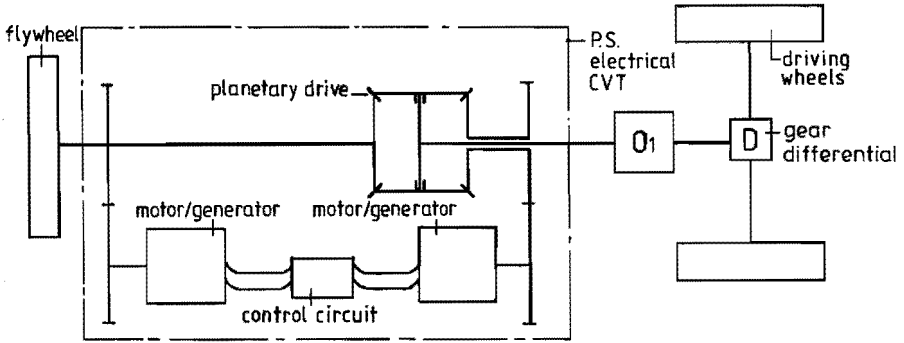 flywheel
P.S.
electrical
CVT
driving
wheels
planetary drive
O1
D
gear
differential
motor/generator
motor/generator
control circuit